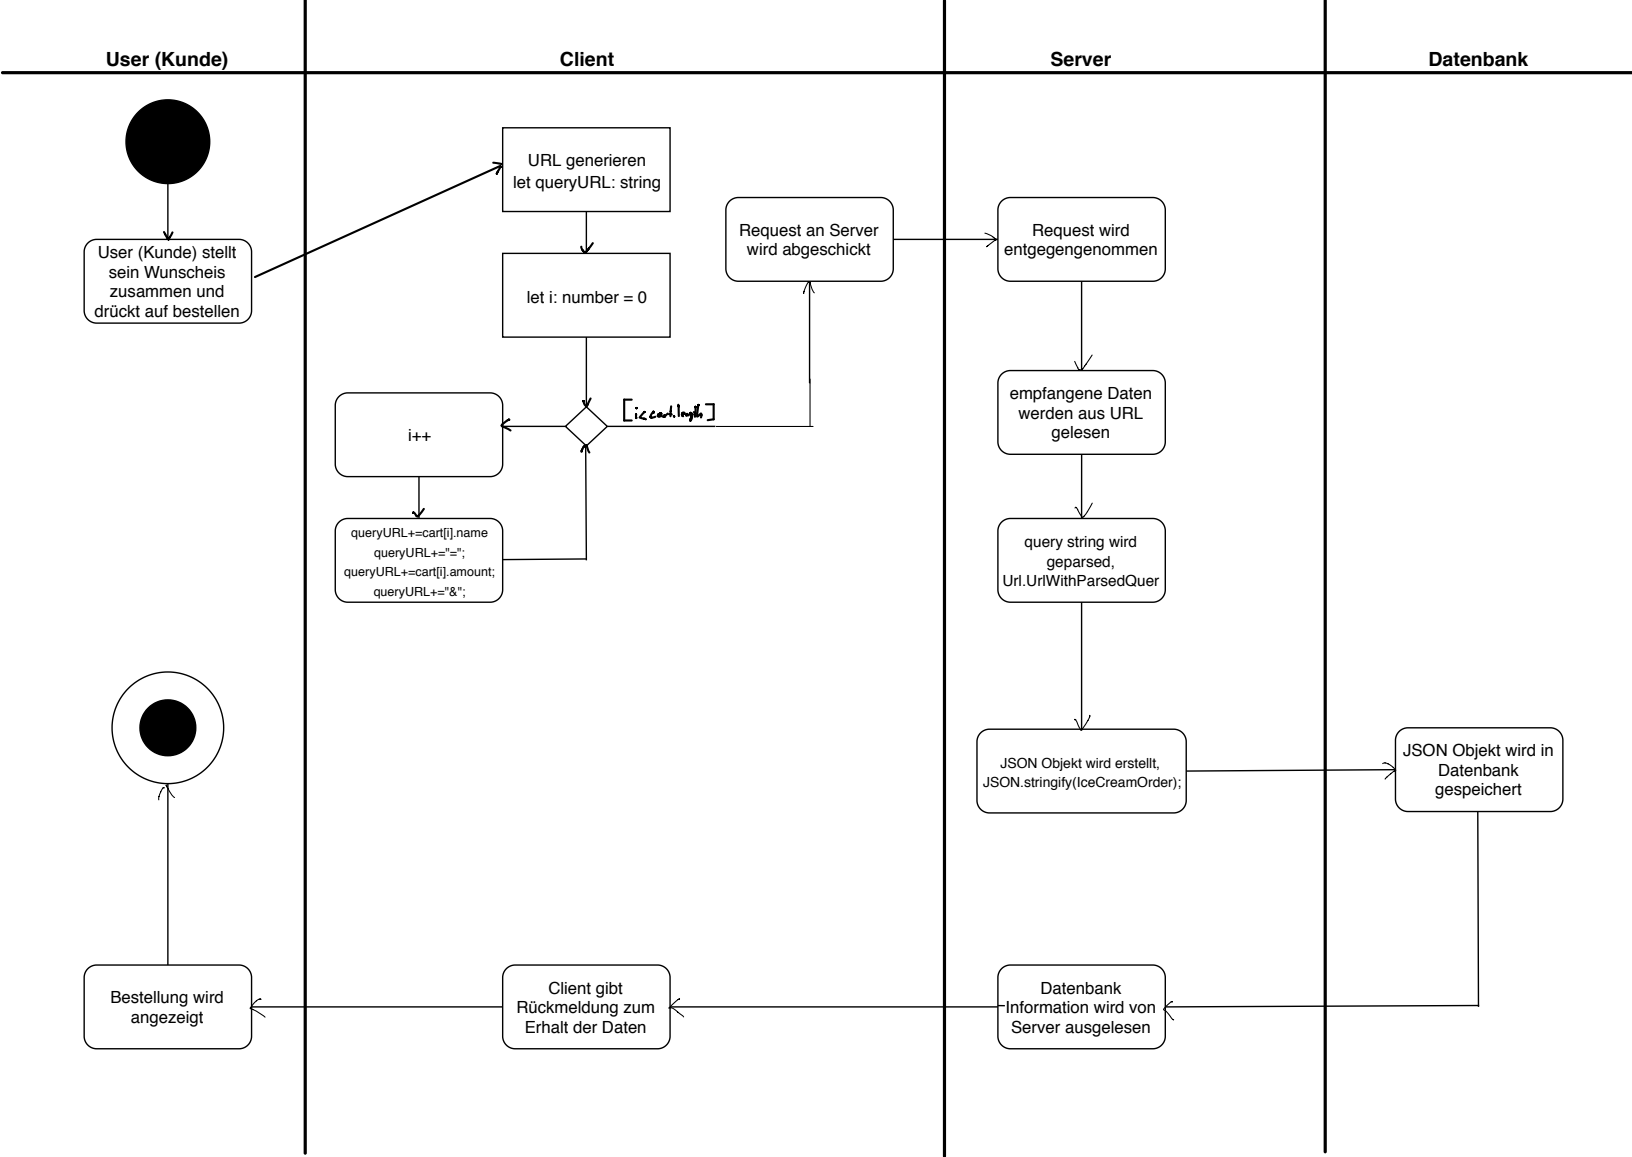 User (Kunde)
Client
Server
Datenbank
User (Kunde) stellt
sein Wunscheis
zusammen und
drückt auf bestellen
URL generieren
let queryURL: string
let i: number = 0
[i<cart.length]
i++
queryURL+=cart[i].name
queryURL+="=";
queryURL+=cart[i].amount;
queryURL+="&";
Request an Server
wird abgeschickt
Request wird
entgegengenommen
empfangene Daten
werden aus URL
gelesen
query string wird
geparsed,
Url.UrlWithParsedQuer
JSON Objekt wird erstellt,
JSON.stringify(IceCreamOrder);
JSON Objekt wird in
Datenbank
gespeichert
Datenbank
Information wird von
Server ausgelesen
Client gibt
Rückmeldung zum
Erhalt der Daten
Bestellung wird
angezeigt